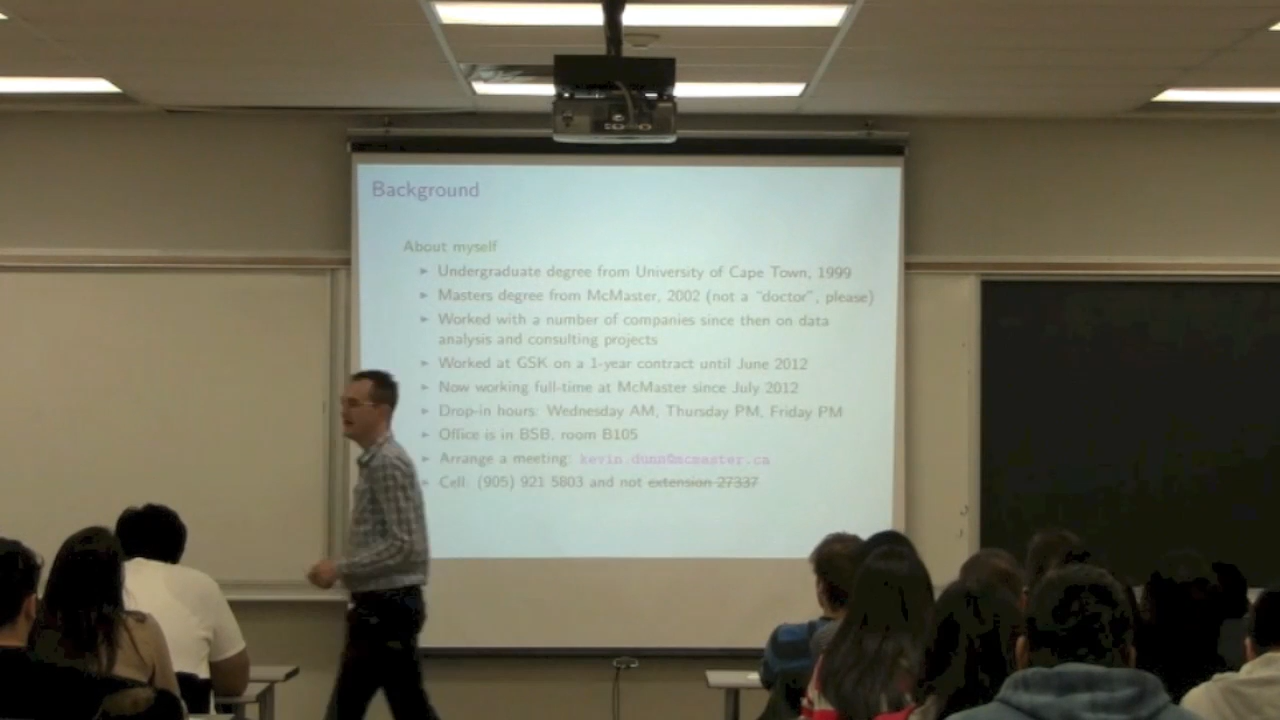 Background
About myself
► Undergraduate degree from University of Cape Town, 1999
► Masters degree from McMaster, 2002 (not a "doctor", please)
► Worked with a number of companies since then on data
analysis and consulting projects
► Worked at GSK on a 1-year contract until June 2012
► Now working full-time at McMaster since July 2012
► Drop-in hours: Wednesday AM, Thursday PM, Friday PM
► Office is in BSB, room B105
► Arrange a meeting: kevin.dunn@mcmaster.ca
► Cell: (905) 921 5803 and not extension 27337